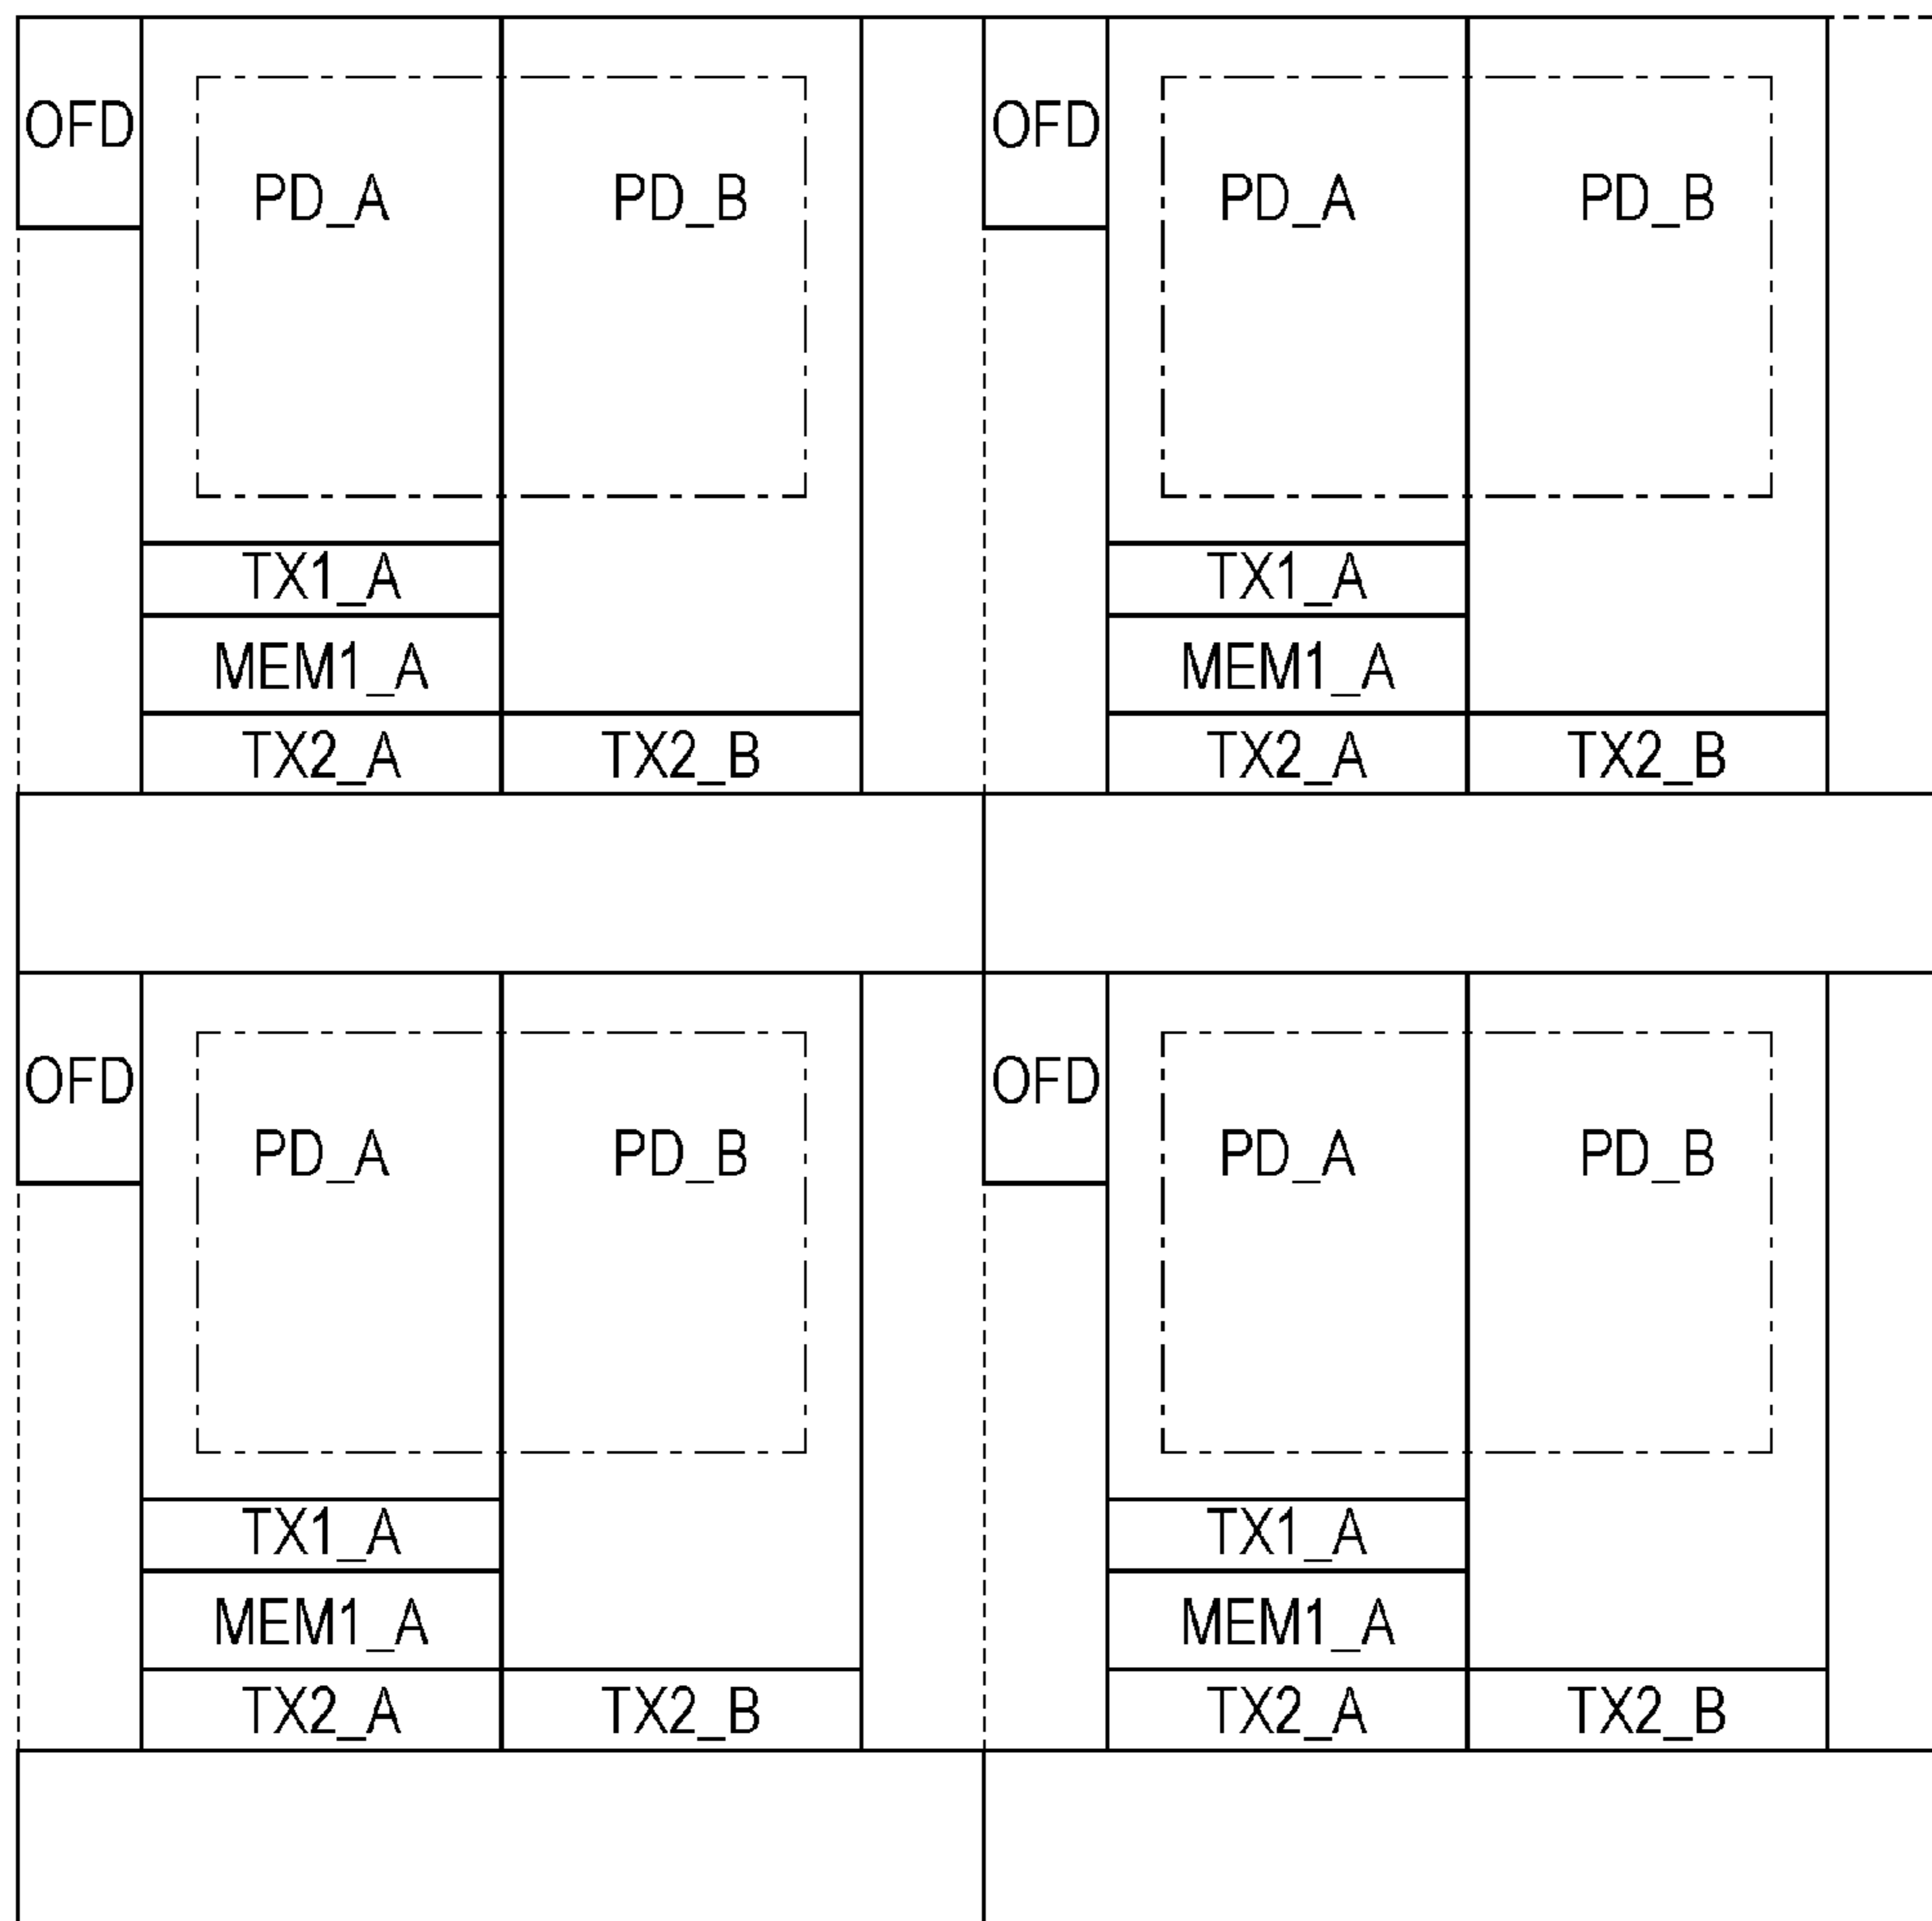 OFD OFD
PD_A PD_B PD_A PD_B
TX1_A TX1_A
MEM1_A MEM1_A
TX2_A TX2_B TX2_A TX2_B
OFD OFD
PD_A PD_B PD_A PD_B
TX1_A TX1_A
MEM1_A MEM1_A
TX2_A TX2_B TX2_A TX2_B